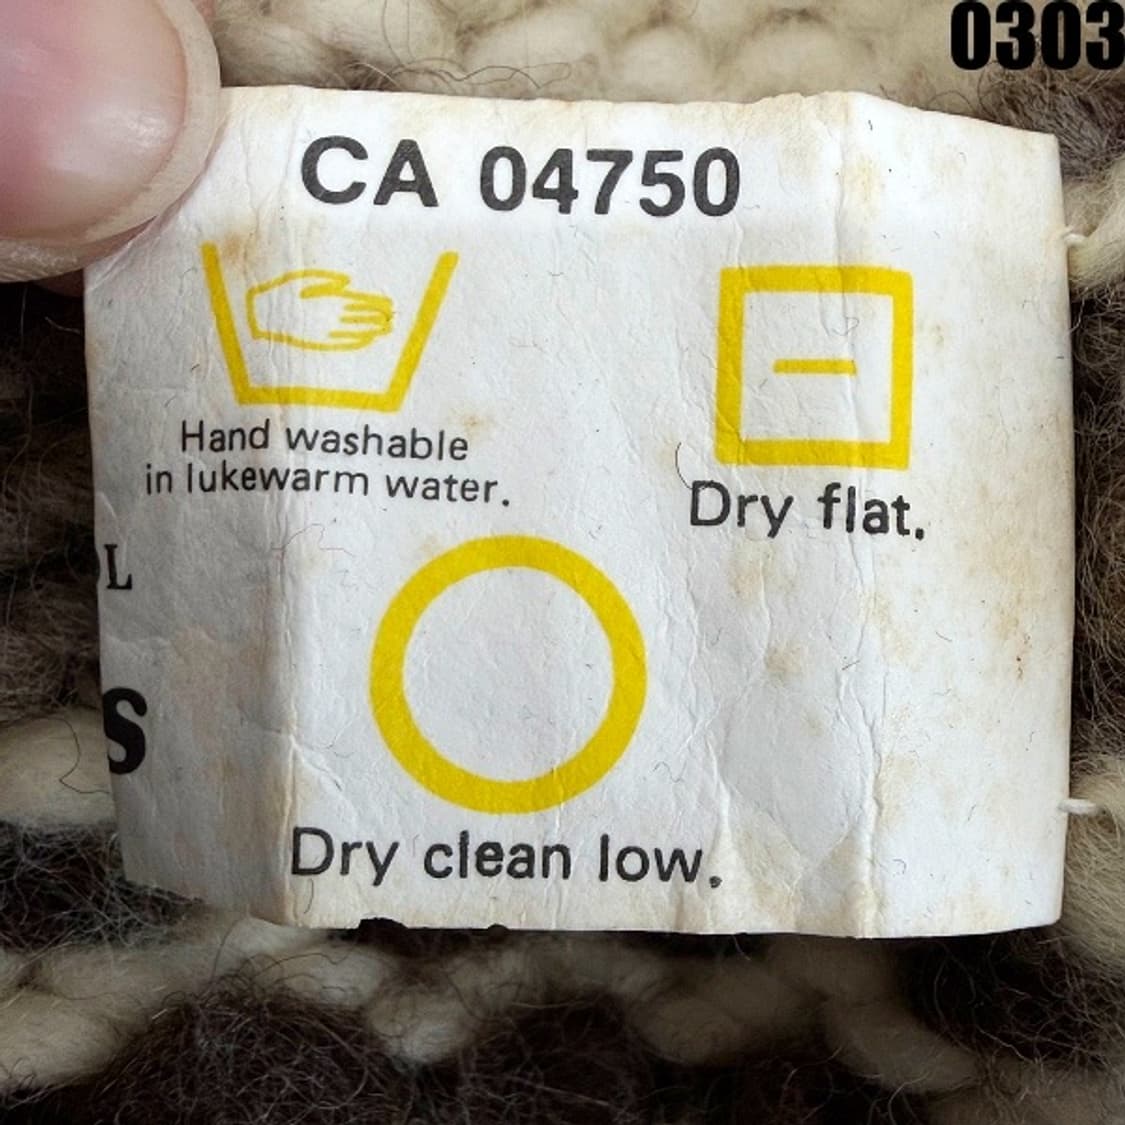 0303
CA 04750
Hand washable
in lukewarm water.
Dry flat.
L
S
Dry clean low.